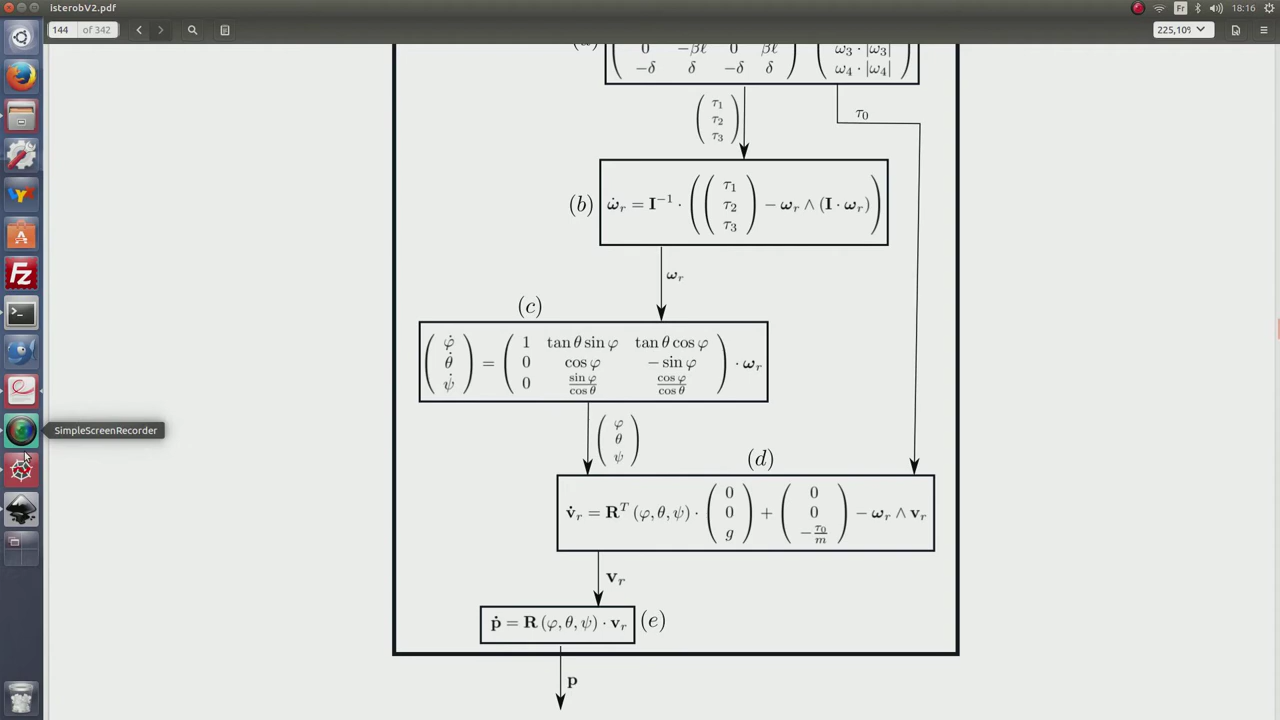 isterobV2.pdf
Fr 18:16
144 of 342
225,10%
0 −βℓ 0 βℓ ω₃ · |ω₃|
−δ δ −δ δ ω₄ · |ω₄|
τ₁
τ₂
τ₃
τ₀
(b) ω̇ᵣ = I⁻¹ · ( ( τ₁ τ₂ τ₃ ) − ωᵣ ∧ (I · ωᵣ) )
ωᵣ
(c)
φ̇ 1 tan θ sin φ tan θ cos φ
θ̇ = 0 cos φ − sin φ · ωᵣ
ψ̇ 0 sin φ / cos θ cos φ / cos θ
SimpleScreenRecorder
φ
θ
ψ
(d)
v̇ᵣ = Rᵀ (φ, θ, ψ) · ( 0 0 g ) + ( 0 0 −τ₀/m ) − ωᵣ ∧ vᵣ
vᵣ
ṗ = R (φ, θ, ψ) · vᵣ (e)
p